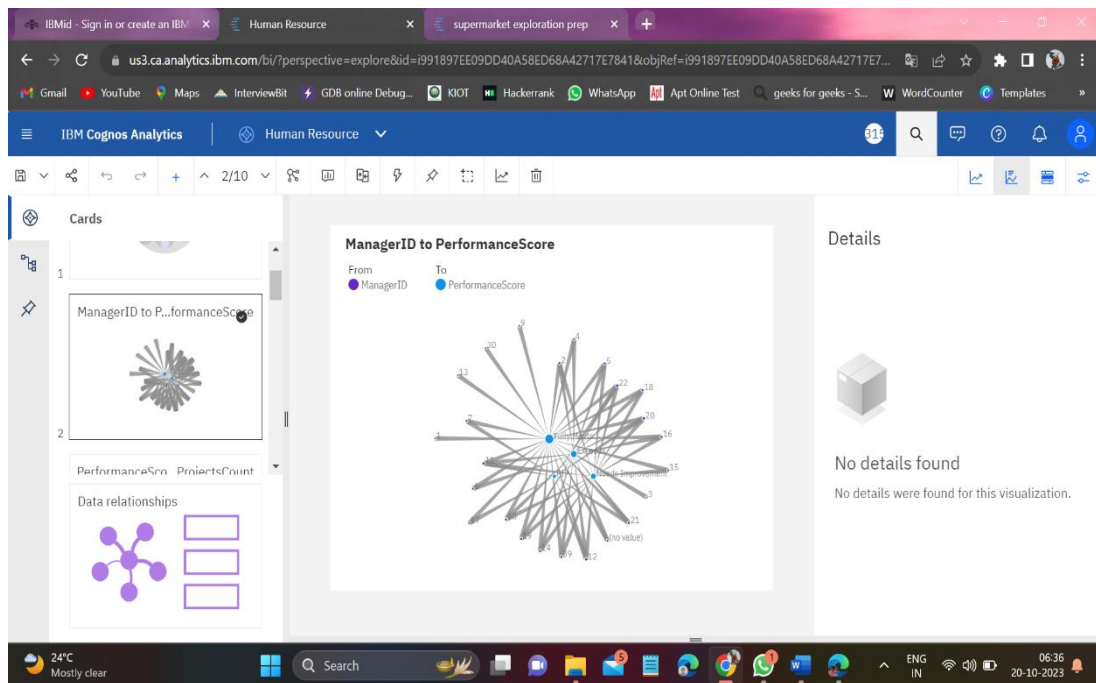 IBMid - Sign in or create an IBM
Human Resource
supermarket exploration prep
us3.ca.analytics.ibm.com/bi/?perspective=explore&id=i991897EE09DD40A58ED68A42717E7841&objRef=i991897EE09DD40A58ED68A42717E7...
Gmail YouTube Maps InterviewBit GDB online Debug... KIOT Hackerrank WhatsApp Apt Online Test geeks for geeks - S... WordCounter Templates »
IBM Cognos Analytics Human Resource
2/10
Cards
1
ManagerID to P...formanceScore
2
PerformanceSco ProjectsCount
Data relationships
ManagerID to PerformanceScore
From To
ManagerID PerformanceScore
9
4
30
2
5
13
22
18
20
16
1
15
Needs Improvement
3
21
(no value)
12
Details
No details found
No details were found for this visualization.
24°C
Mostly clear
Search
ENG
IN
06:36
20-10-2023